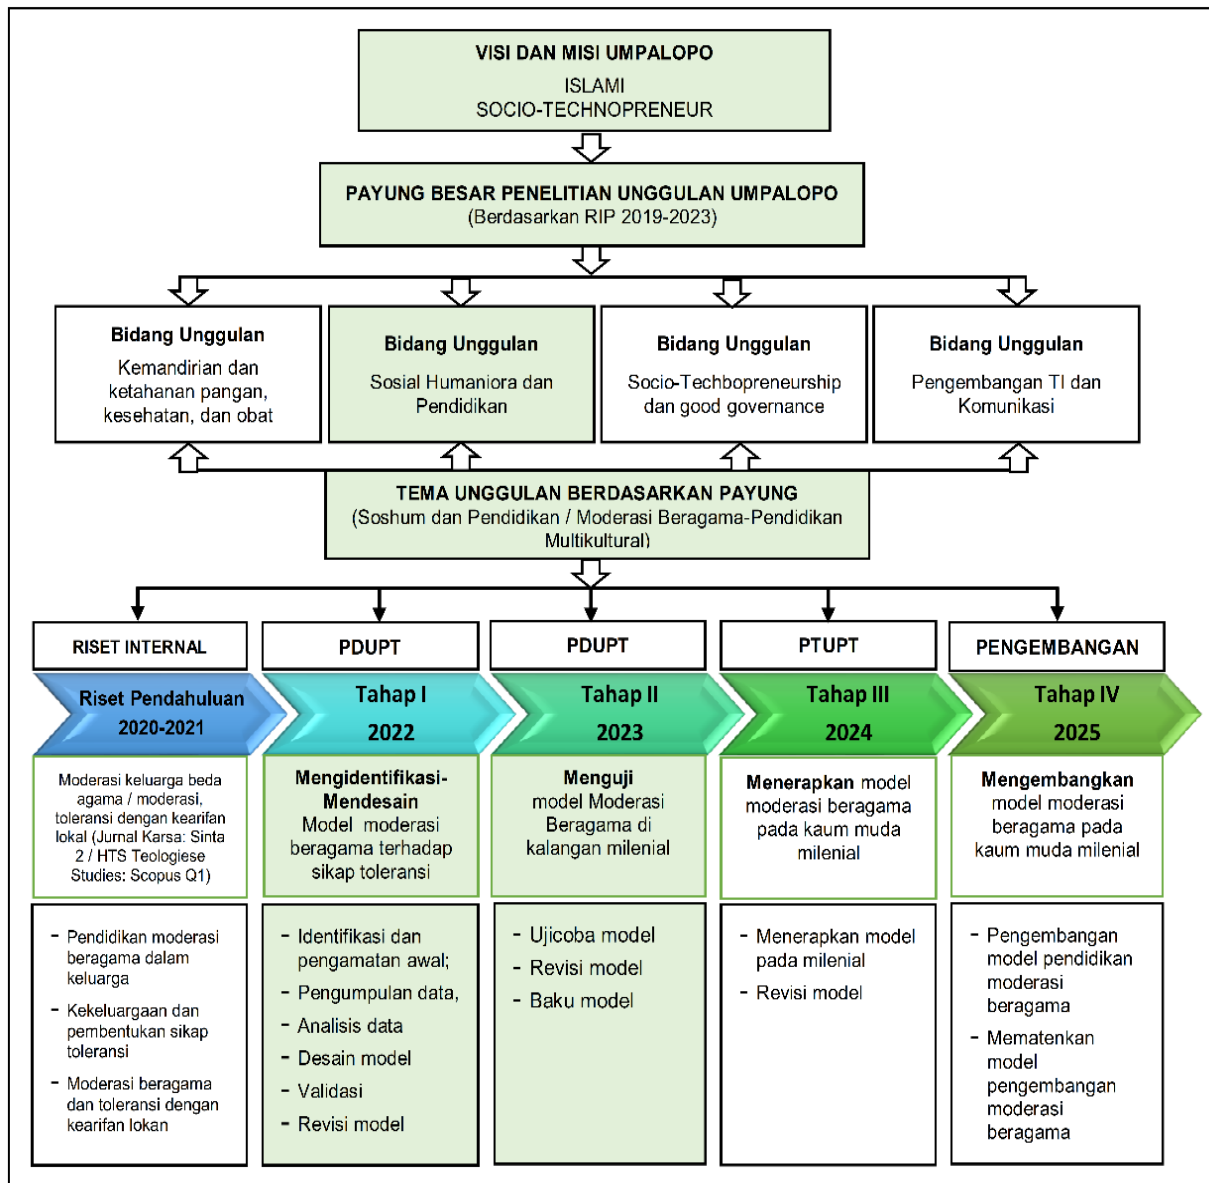 VISI DAN MISI UMPALOPO
ISLAMI
SOCIO-TECHNOPRENEUR
PAYUNG BESAR PENELITIAN UNGGULAN UMPALOPO
(Berdasarkan RIP 2019-2023)
Bidang Unggulan
Kemandirian dan
ketahanan pangan,
kesehatan, dan obat
Bidang Unggulan
Sosial Humaniora dan
Pendidikan
Bidang Unggulan
Socio-Techbopreneurship
dan good governance
Bidang Unggulan
Pengembangan TI dan
Komunikasi
TEMA UNGGULAN BERDASARKAN PAYUNG
(Soshum dan Pendidikan / Moderasi Beragama-Pendidikan
Multikultural)
RISET INTERNAL
PDUPT
PDUPT
PTUPT
PENGEMBANGAN
Riset Pendahuluan
2020-2021
Tahap I
2022
Tahap II
2023
Tahap III
2024
Tahap IV
2025
Moderasi keluarga beda
agama / moderasi,
toleransi dengan kearifan
lokal (Jurnal Karsa: Sinta
2 / HTS Teologiese
Studies: Scopus Q1)
Mengidentifikasi-
Mendesain
Model moderasi
beragama terhadap
sikap toleransi
Menguji
model Moderasi
Beragama di
kalangan milenial
Menerapkan model
moderasi beragama
pada kaum muda
milenial
Mengembangkan
model moderasi
beragama pada
kaum muda milenial
- Pendidikan moderasi
beragama dalam
keluarga
- Kekeluargaan dan
pembentukan sikap
toleransi
- Moderasi beragama
dan toleransi dengan
kearifan lokan
- Identifikasi dan
pengamatan awal;
- Pengumpulan data,
- Analisis data
- Desain model
- Validasi
- Revisi model
- Ujicoba model
- Revisi model
- Baku model
- Menerapkan model
pada milenial
- Revisi model
- Pengembangan
model pendidikan
moderasi
beragama
- Mematenkan
model
pengembangan
moderasi
beragama